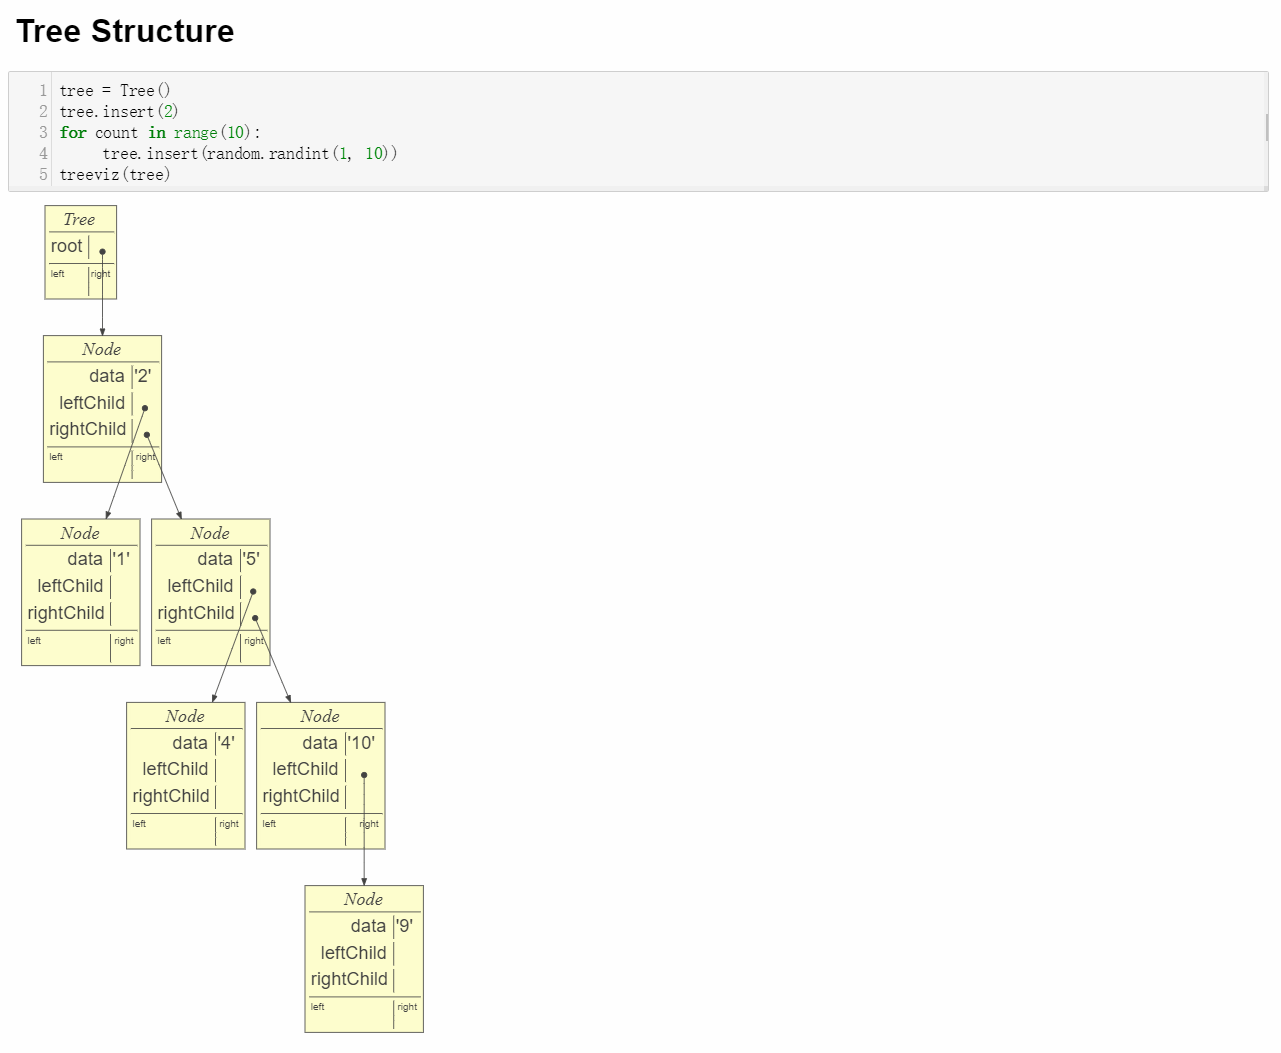 Tree Structure
1 tree = Tree()
2 tree.insert(2)
3 for count in range(10):
4     tree.insert(random.randint(1, 10))
5 treeviz(tree)
Tree
root
left right
Node
data '2'
leftChild
rightChild
left right
Node
data '1'
leftChild
rightChild
left right
Node
data '5'
leftChild
rightChild
left right
Node
data '4'
leftChild
rightChild
left right
Node
data '10'
leftChild
rightChild
left right
Node
data '9'
leftChild
rightChild
left right